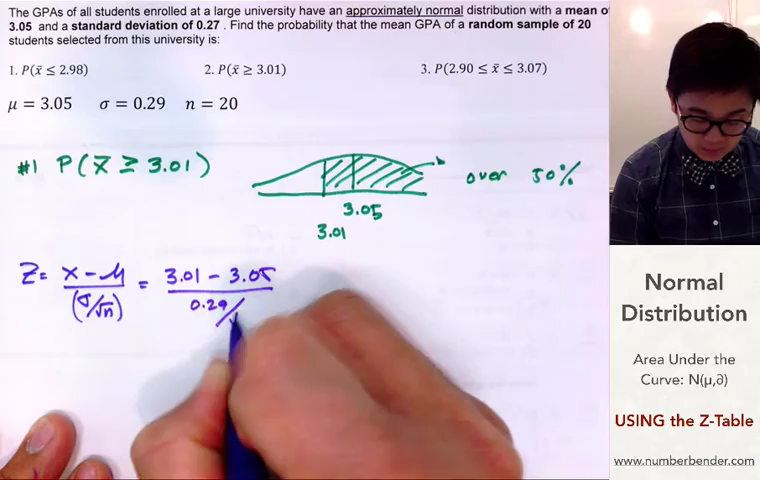 The GPAs of all students enrolled at a large university have an approximately normal distribution with a mean o
3.05 and a standard deviation of 0.27 . Find the probability that the mean GPA of a random sample of 20
students selected from this university is:
1. P(x̄ ≤ 2.98) 2. P(x̄ ≥ 3.01) 3. P(2.90 ≤ x̄ ≤ 3.07)
μ = 3.05 σ = 0.29 n = 20
#1 P(x̄ ≥ 3.01)
over 50%
3.05
3.01
Z= x-μ/(σ/√n) = 3.01 - 3.05/0.29/
Normal
Distribution
Area Under the
Curve: N(μ,∂)
USING the Z-Table
www.numberbender.com